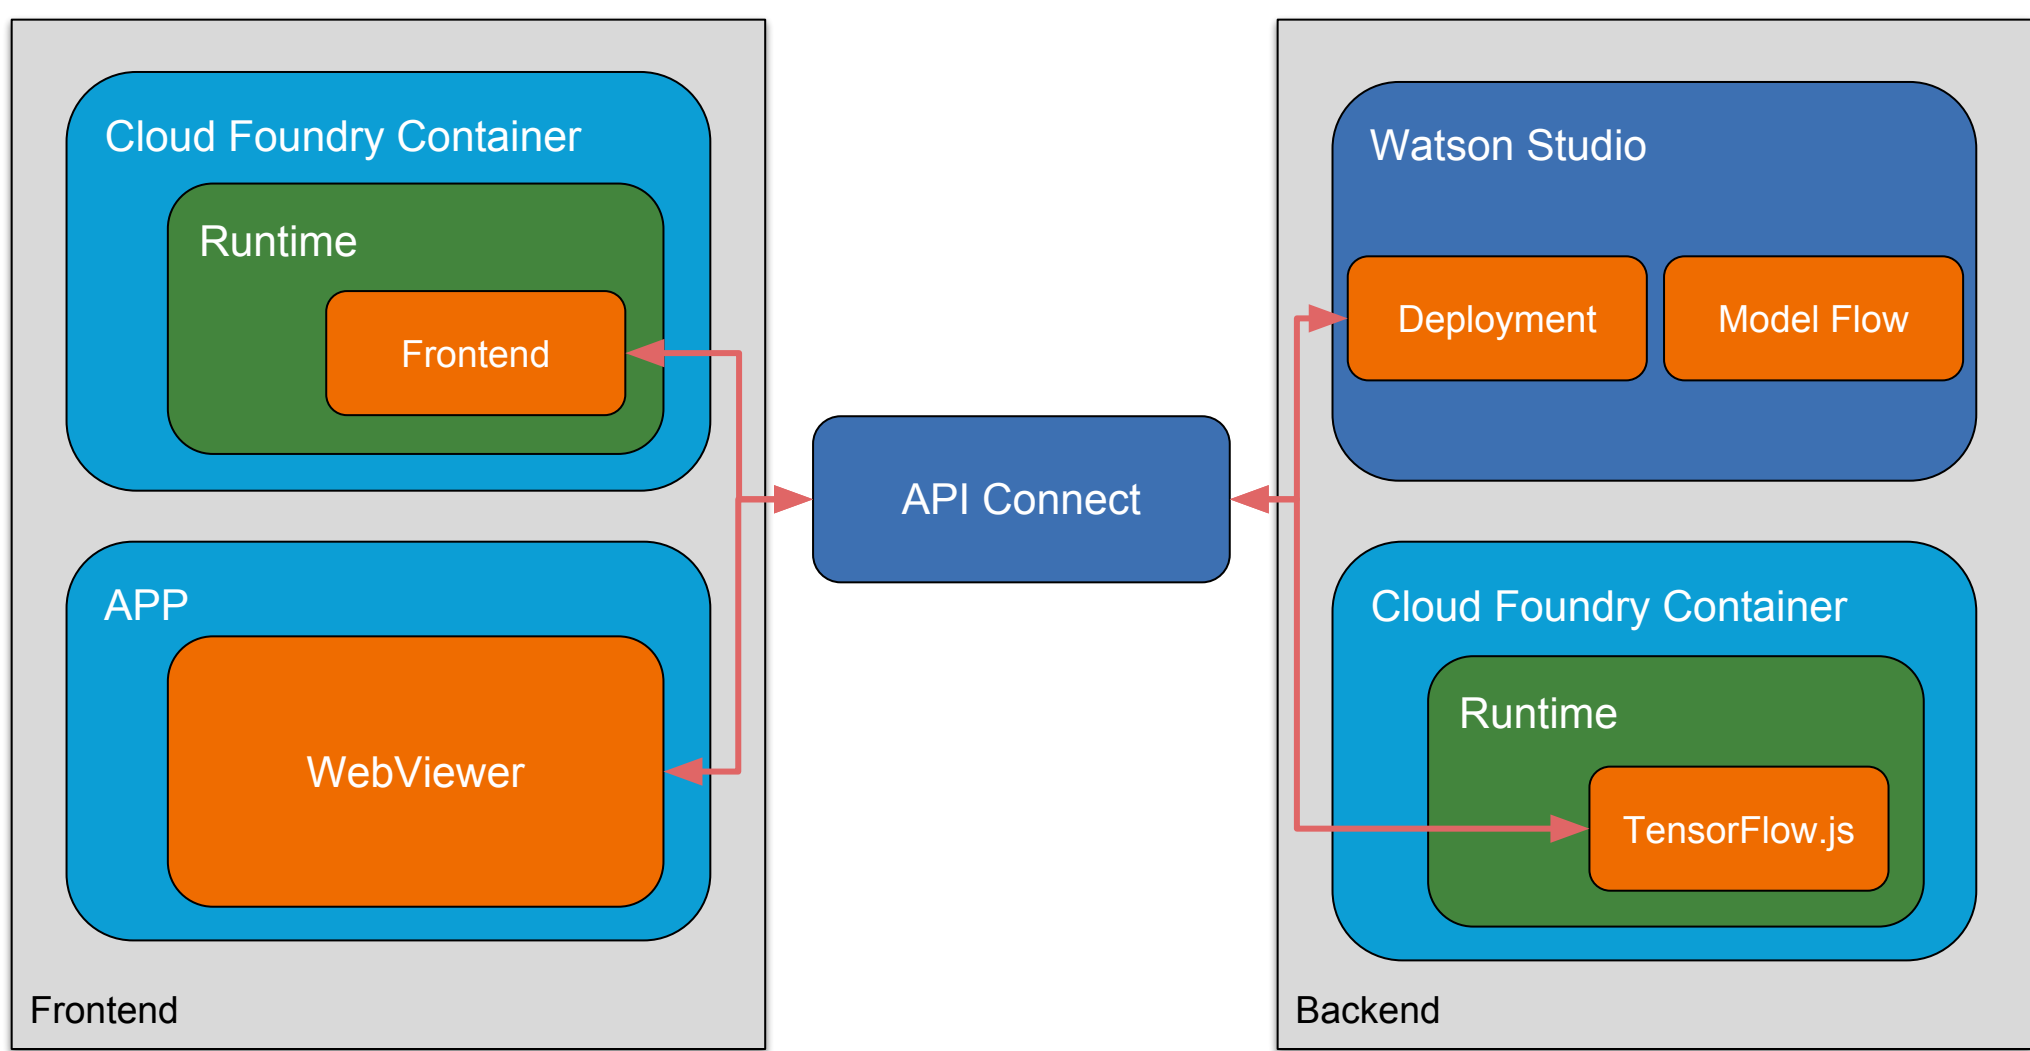 Cloud Foundry Container
Runtime
Frontend
APP
WebViewer
Frontend
API Connect
Watson Studio
Deployment
Model Flow
Cloud Foundry Container
Runtime
TensorFlow.js
Backend